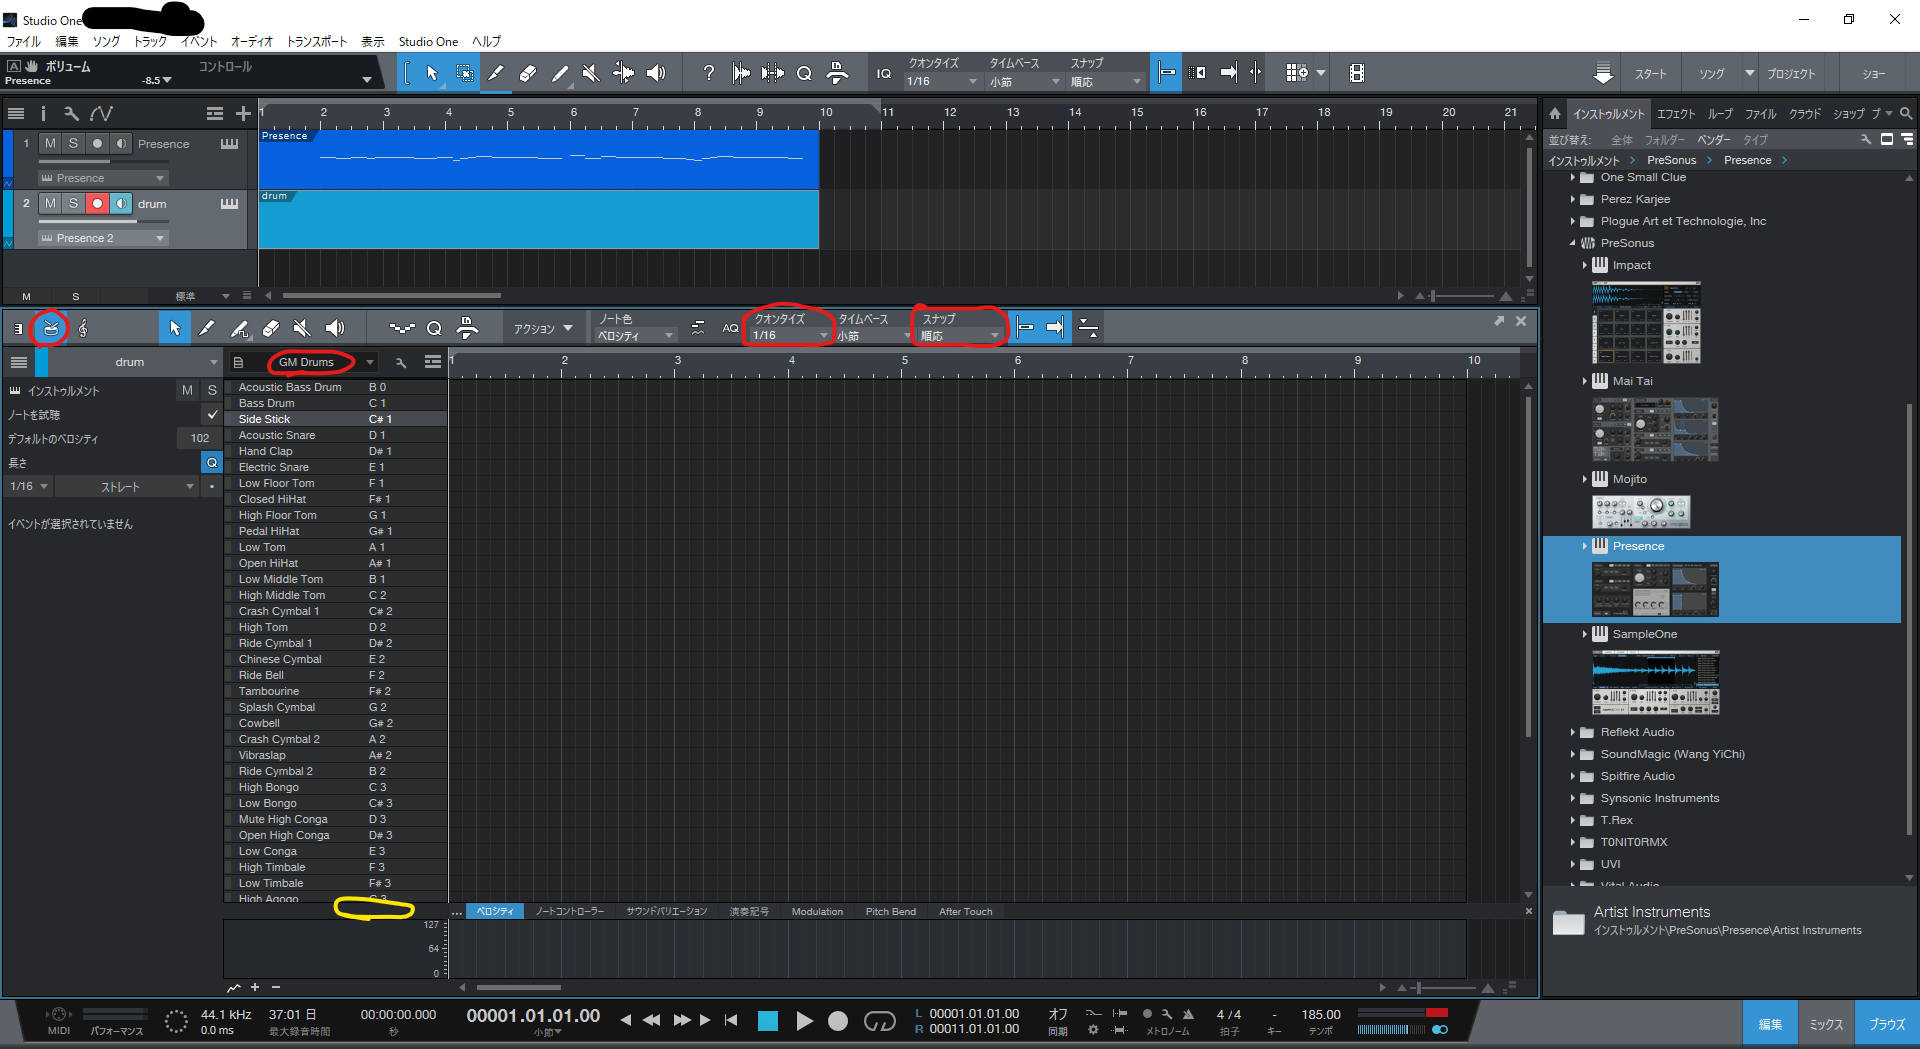 Studio One
ファイル 編集 ソング トラック イベント オーディオ トランスポート 表示 Studio One ヘルプ
A ボリューム コントロール
Presence -8.5
クオンタイズ タイムベース スナップ
IQ 1/16 小節 順応
スタート ソング プロジェクト ショー
1 2 3 4 5 6 7 8 9 10 11 12 13 14 15 16 17 18 19 20 21
1 M S Presence
Presence
2 M S drum
Presence 2
Presence
drum
M S 標準
インストゥルメント エフェクト ループ ファイル クラウド ショップ プ
並び替え: 全体 フォルダー ベンダー タイプ
インストゥルメント PreSonus Presence
One Small Clue
Perez Karjee
Plogue Art et Technologie, Inc
PreSonus
Impact
Mai Tai
Mojito
Presence
SampleOne
Reflekt Audio
SoundMagic (Wang YiChi)
Spitfire Audio
Synsonic Instruments
T.Rex
T0NIT0RMX
UVI
Vital Audio
Artist Instruments
インストゥルメント\PreSonus\Presence\Artist Instruments
アクション ノート色 ベロシティ
AQ クオンタイズ 1/16 タイムベース 小節 スナップ 順応
drum GM Drums
1 2 3 4 5 6 7 8 9 10
インストゥルメント M S
ノートを試聴
デフォルトのベロシティ 102
長さ Q
1/16 ストレート
イベントが選択されていません
Acoustic Bass Drum B 0
Bass Drum C 1
Side Stick C# 1
Acoustic Snare D 1
Hand Clap D# 1
Electric Snare E 1
Low Floor Tom F 1
Closed HiHat F# 1
High Floor Tom G 1
Pedal HiHat G# 1
Low Tom A 1
Open HiHat A# 1
Low Middle Tom B 1
High Middle Tom C 2
Crash Cymbal 1 C# 2
High Tom D 2
Ride Cymbal 1 D# 2
Chinese Cymbal E 2
Ride Bell F 2
Tambourine F# 2
Splash Cymbal G 2
Cowbell G# 2
Crash Cymbal 2 A 2
Vibraslap A# 2
Ride Cymbal 2 B 2
High Bongo C 3
Low Bongo C# 3
Mute High Conga D 3
Open High Conga D# 3
Low Conga E 3
High Timbale F 3
Low Timbale F# 3
High Agogo G 3
... ベロシティ ノートコントローラー サウンドバリエーション 演奏記号 Modulation Pitch Bend After Touch
127
64
0
MIDI パフォーマンス
44.1 kHz
0.0 ms
37:01 日
最大録音時間
00:00:00.000
秒
00001.01.01.00
小節
L 00001.01.01.00
R 00011.01.01.00
オフ
同期
メトロノーム
4 / 4
拍子
-
キー
185.00
テンポ
編集 ミックス ブラウズ